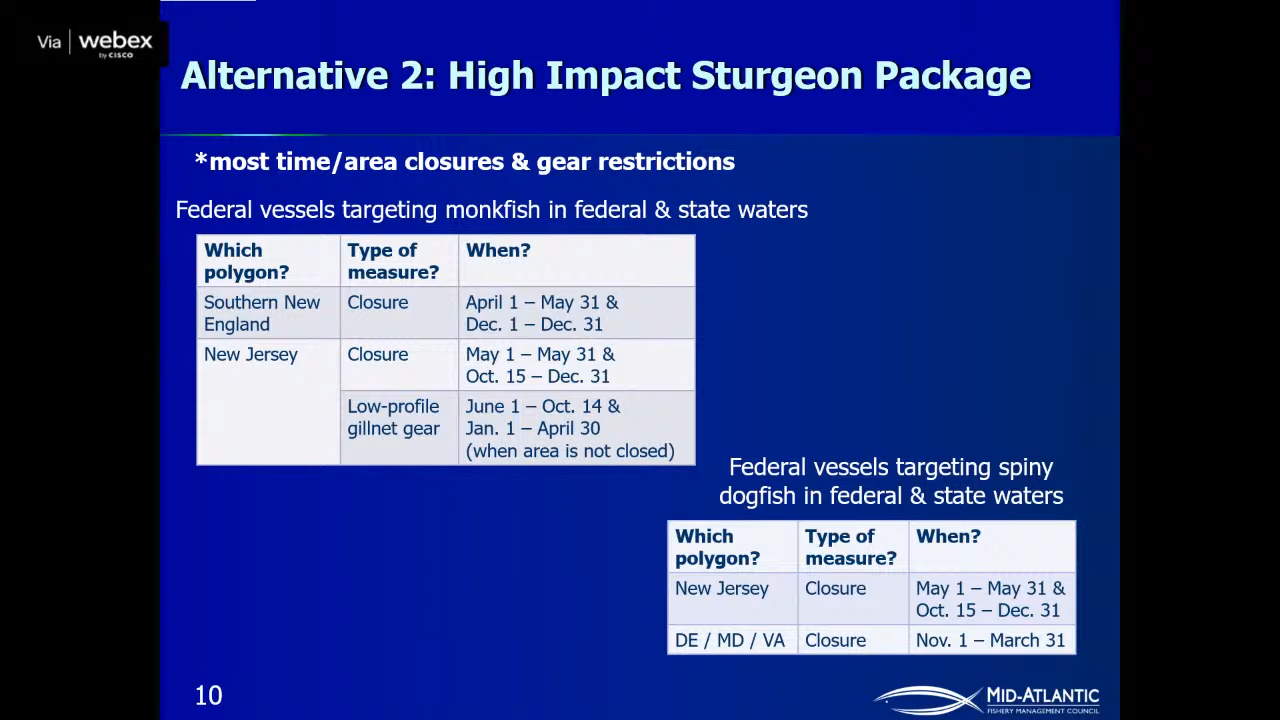 Via | webex
by CISCO
Alternative 2: High Impact Sturgeon Package
*most time/area closures & gear restrictions
Federal vessels targeting monkfish in federal & state waters
Which polygon? Type of measure? When?
Southern New England Closure April 1 – May 31 & Dec. 1 – Dec. 31
New Jersey Closure May 1 – May 31 & Oct. 15 – Dec. 31
Low-profile gillnet gear June 1 – Oct. 14 & Jan. 1 – April 30 (when area is not closed)
Federal vessels targeting spiny
dogfish in federal & state waters
Which polygon? Type of measure? When?
New Jersey Closure May 1 – May 31 & Oct. 15 – Dec. 31
DE / MD / VA Closure Nov. 1 – March 31
10
MID-ATLANTIC
FISHERY MANAGEMENT COUNCIL